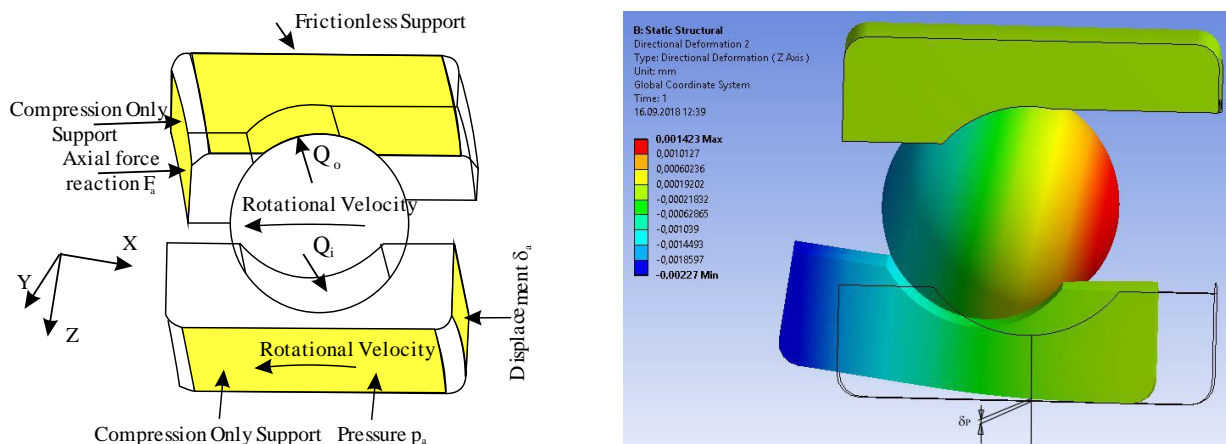 Frictionless Support
Compression Only
Support
Axial force
reaction Fa
Qo
Rotational Velocity
Qi
X
Y
Z
Displacement δa
Rotational Velocity
Compression Only Support
Pressure pa
B: Static Structural
Directional Deformation 2
Type: Directional Deformation ( Z Axis )
Unit: mm
Global Coordinate System
Time: 1
16.09.2018 12:39
0,001423 Max
0,0010127
0,00060236
0,00019202
-0,00021832
-0,00062865
-0,001039
-0,0014493
-0,0018597
-0,00227 Min
δP